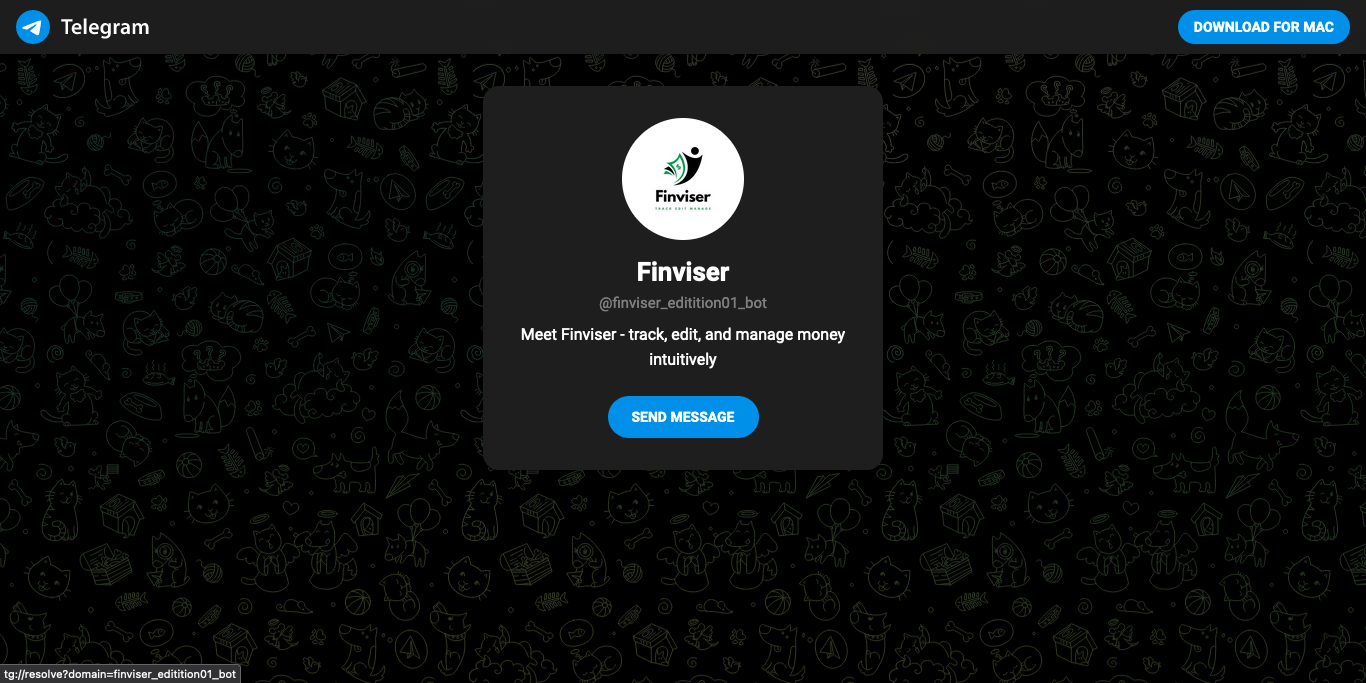 Telegram
DOWNLOAD FOR MAC
Finviser
TRACK EDIT MANAGE
Finviser
@finviser_editition01_bot
Meet Finviser - track, edit, and manage money
intuitively
SEND MESSAGE
tg://resolve?domain=finviser_editition01_bot